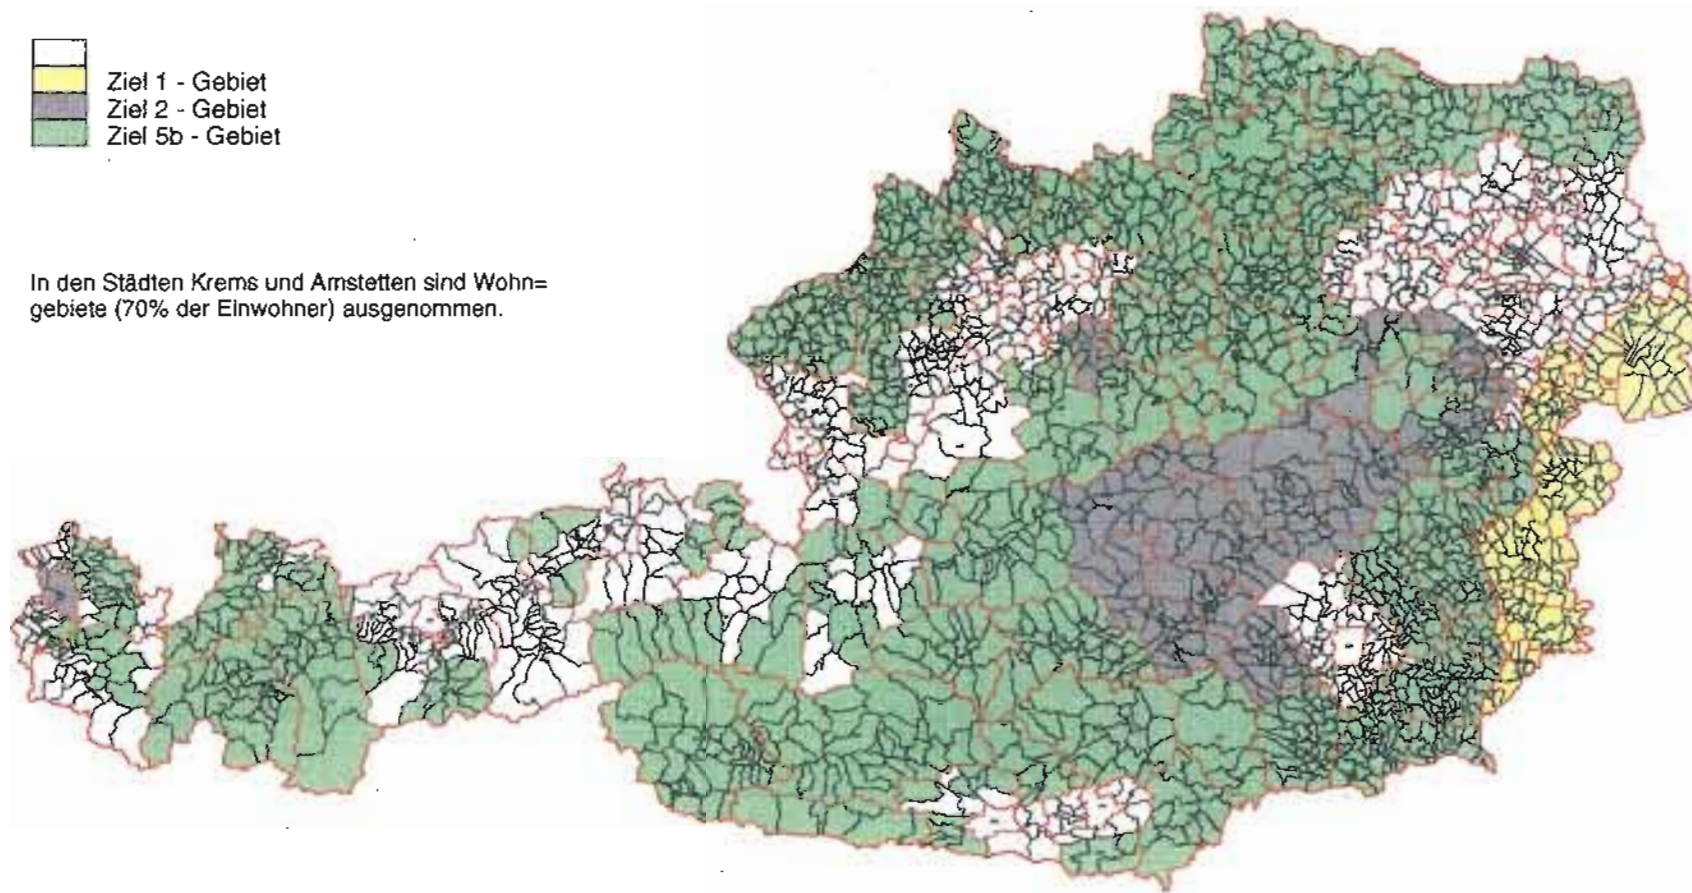 Ziel 1 - Gebiet
Ziel 2 - Gebiet
Ziel 5b - Gebiet
In den Städten Krems und Amstetten sind Wohn=
gebiete (70% der Einwohner) ausgenommen.